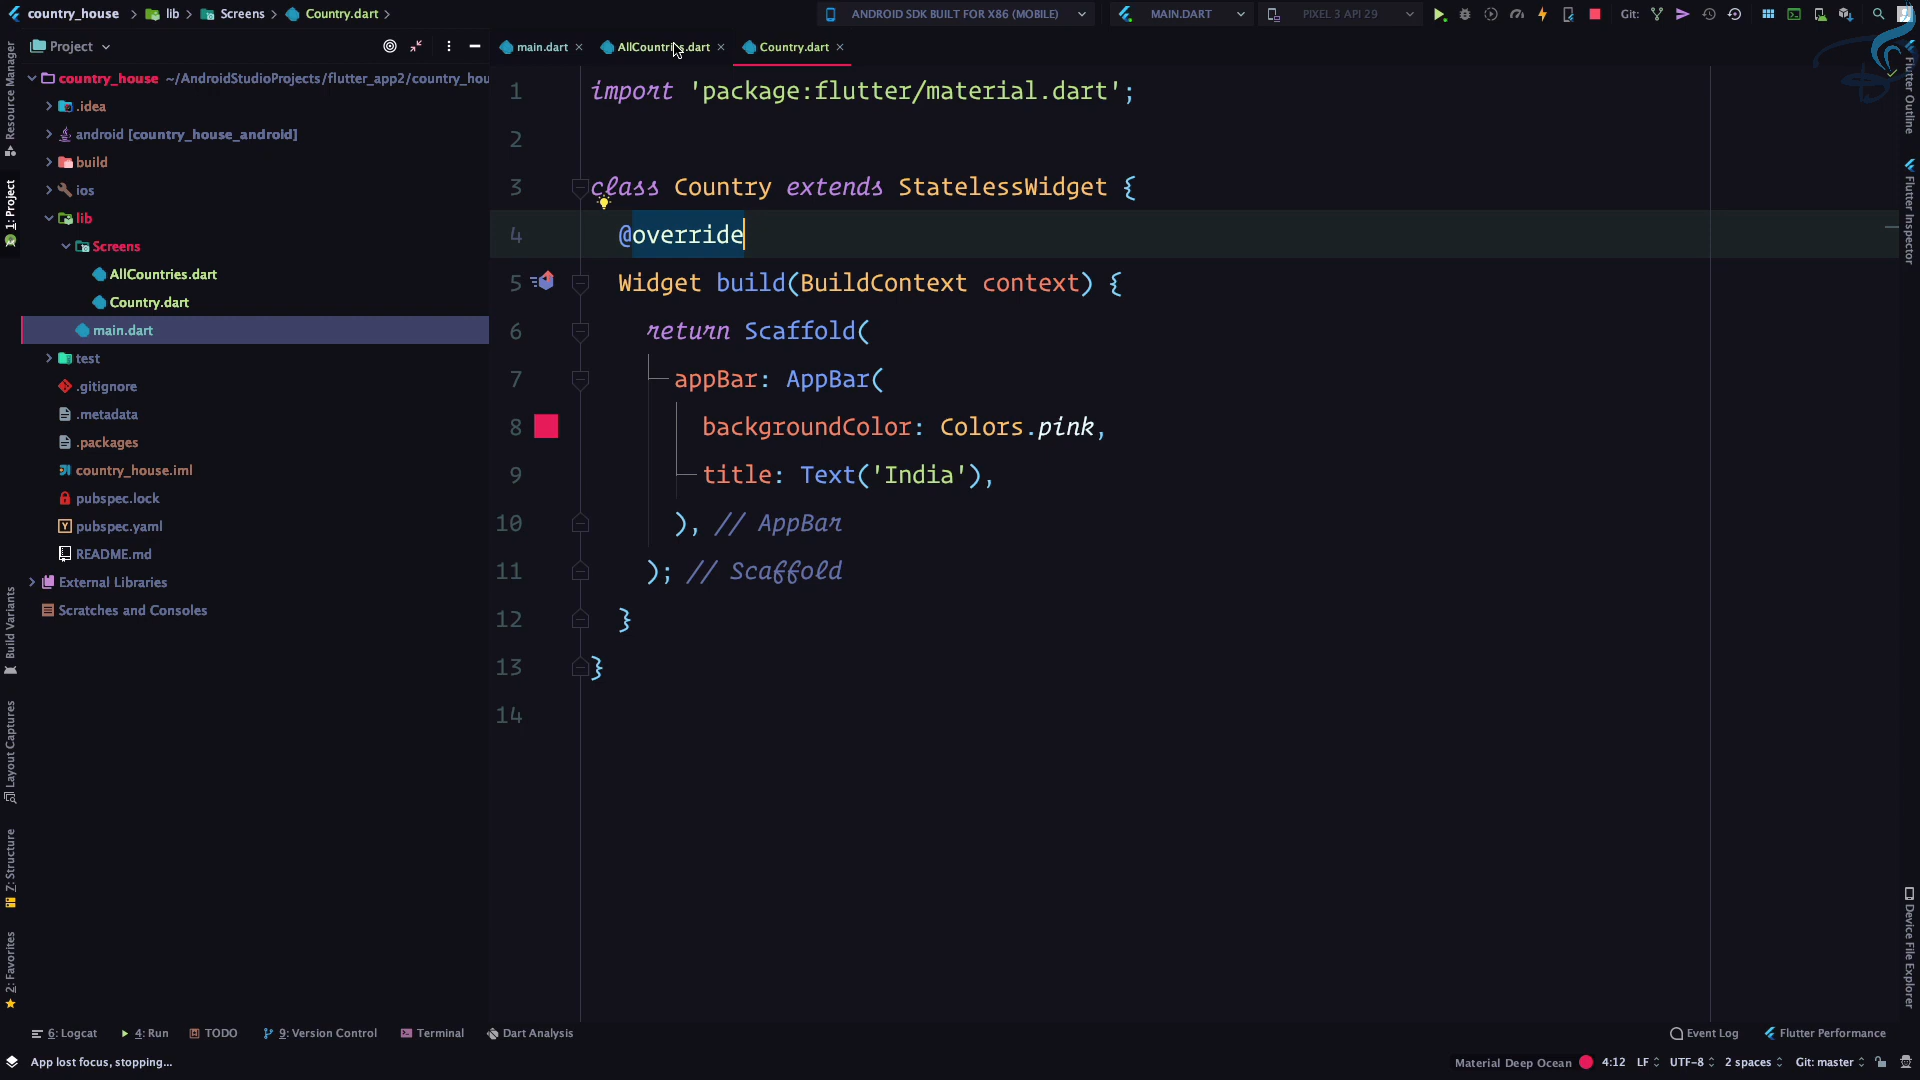 country_house > lib > Screens > Country.dart >
ANDROID SDK BUILT FOR X86 (MOBILE)
MAIN.DART
PIXEL 3 API 29
Git:
Project
main.dart
AllCountries.dart
Country.dart
country_house ~/AndroidStudioProjects/flutter_app2/country_hou
.idea
android [country_house_android]
build
ios
lib
Screens
AllCountries.dart
Country.dart
main.dart
test
.gitignore
.metadata
.packages
country_house.iml
pubspec.lock
pubspec.yaml
README.md
External Libraries
Scratches and Consoles
Resource Manager
1: Project
Build Variants
Layout Captures
Z: Structure
2: Favorites
1 import 'package:flutter/material.dart';
2
3 class Country extends StatelessWidget {
4 @override
5 Widget build(BuildContext context) {
6 return Scaffold(
7 appBar: AppBar(
8 backgroundColor: Colors.pink,
9 title: Text('India'),
10 ), // AppBar
11 ); // Scaffold
12 }
13 }
14
Flutter Outline
Flutter Inspector
Device File Explorer
6: Logcat
4: Run
TODO
9: Version Control
Terminal
Dart Analysis
Event Log
Flutter Performance
App lost focus, stopping...
Material Deep Ocean
4:12
LF
UTF-8
2 spaces
Git: master